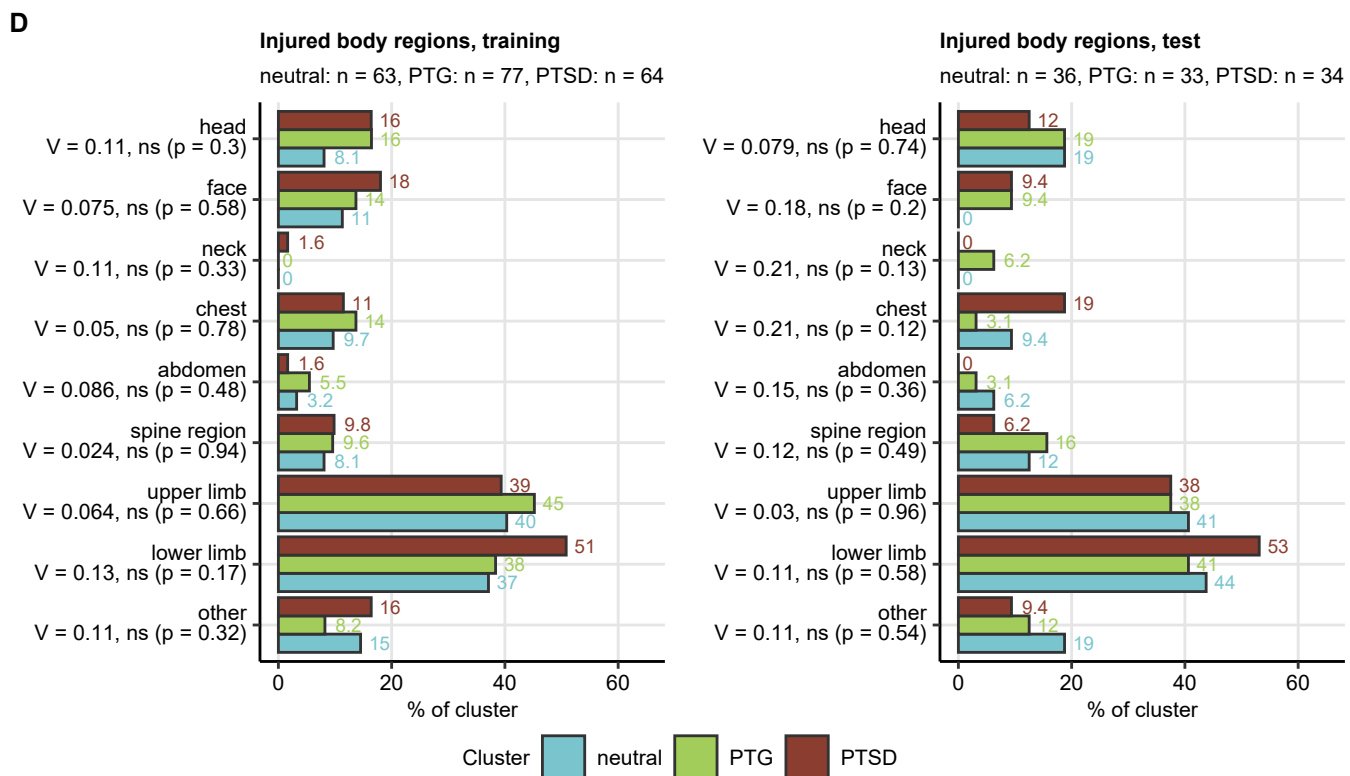 D
Injured body regions, training
neutral: n = 63, PTG: n = 77, PTSD: n = 64
head
V = 0.11, ns (p = 0.3)
16
16
8.1
face
V = 0.075, ns (p = 0.58)
18
14
11
neck
V = 0.11, ns (p = 0.33)
1.6
0
0
chest
V = 0.05, ns (p = 0.78)
11
14
9.7
abdomen
V = 0.086, ns (p = 0.48)
1.6
5.5
3.2
spine region
V = 0.024, ns (p = 0.94)
9.8
9.6
8.1
upper limb
V = 0.064, ns (p = 0.66)
39
45
40
lower limb
V = 0.13, ns (p = 0.17)
51
38
37
other
V = 0.11, ns (p = 0.32)
16
8.2
15
0 20 40 60
% of cluster
Injured body regions, test
neutral: n = 36, PTG: n = 33, PTSD: n = 34
head
V = 0.079, ns (p = 0.74)
12
19
19
face
V = 0.18, ns (p = 0.2)
9.4
9.4
0
neck
V = 0.21, ns (p = 0.13)
0
6.2
0
chest
V = 0.21, ns (p = 0.12)
19
3.1
9.4
abdomen
V = 0.15, ns (p = 0.36)
0
3.1
6.2
spine region
V = 0.12, ns (p = 0.49)
6.2
16
12
upper limb
V = 0.03, ns (p = 0.96)
38
38
41
lower limb
V = 0.11, ns (p = 0.58)
53
41
44
other
V = 0.11, ns (p = 0.54)
9.4
12
19
0 20 40 60
% of cluster
Cluster neutral PTG PTSD